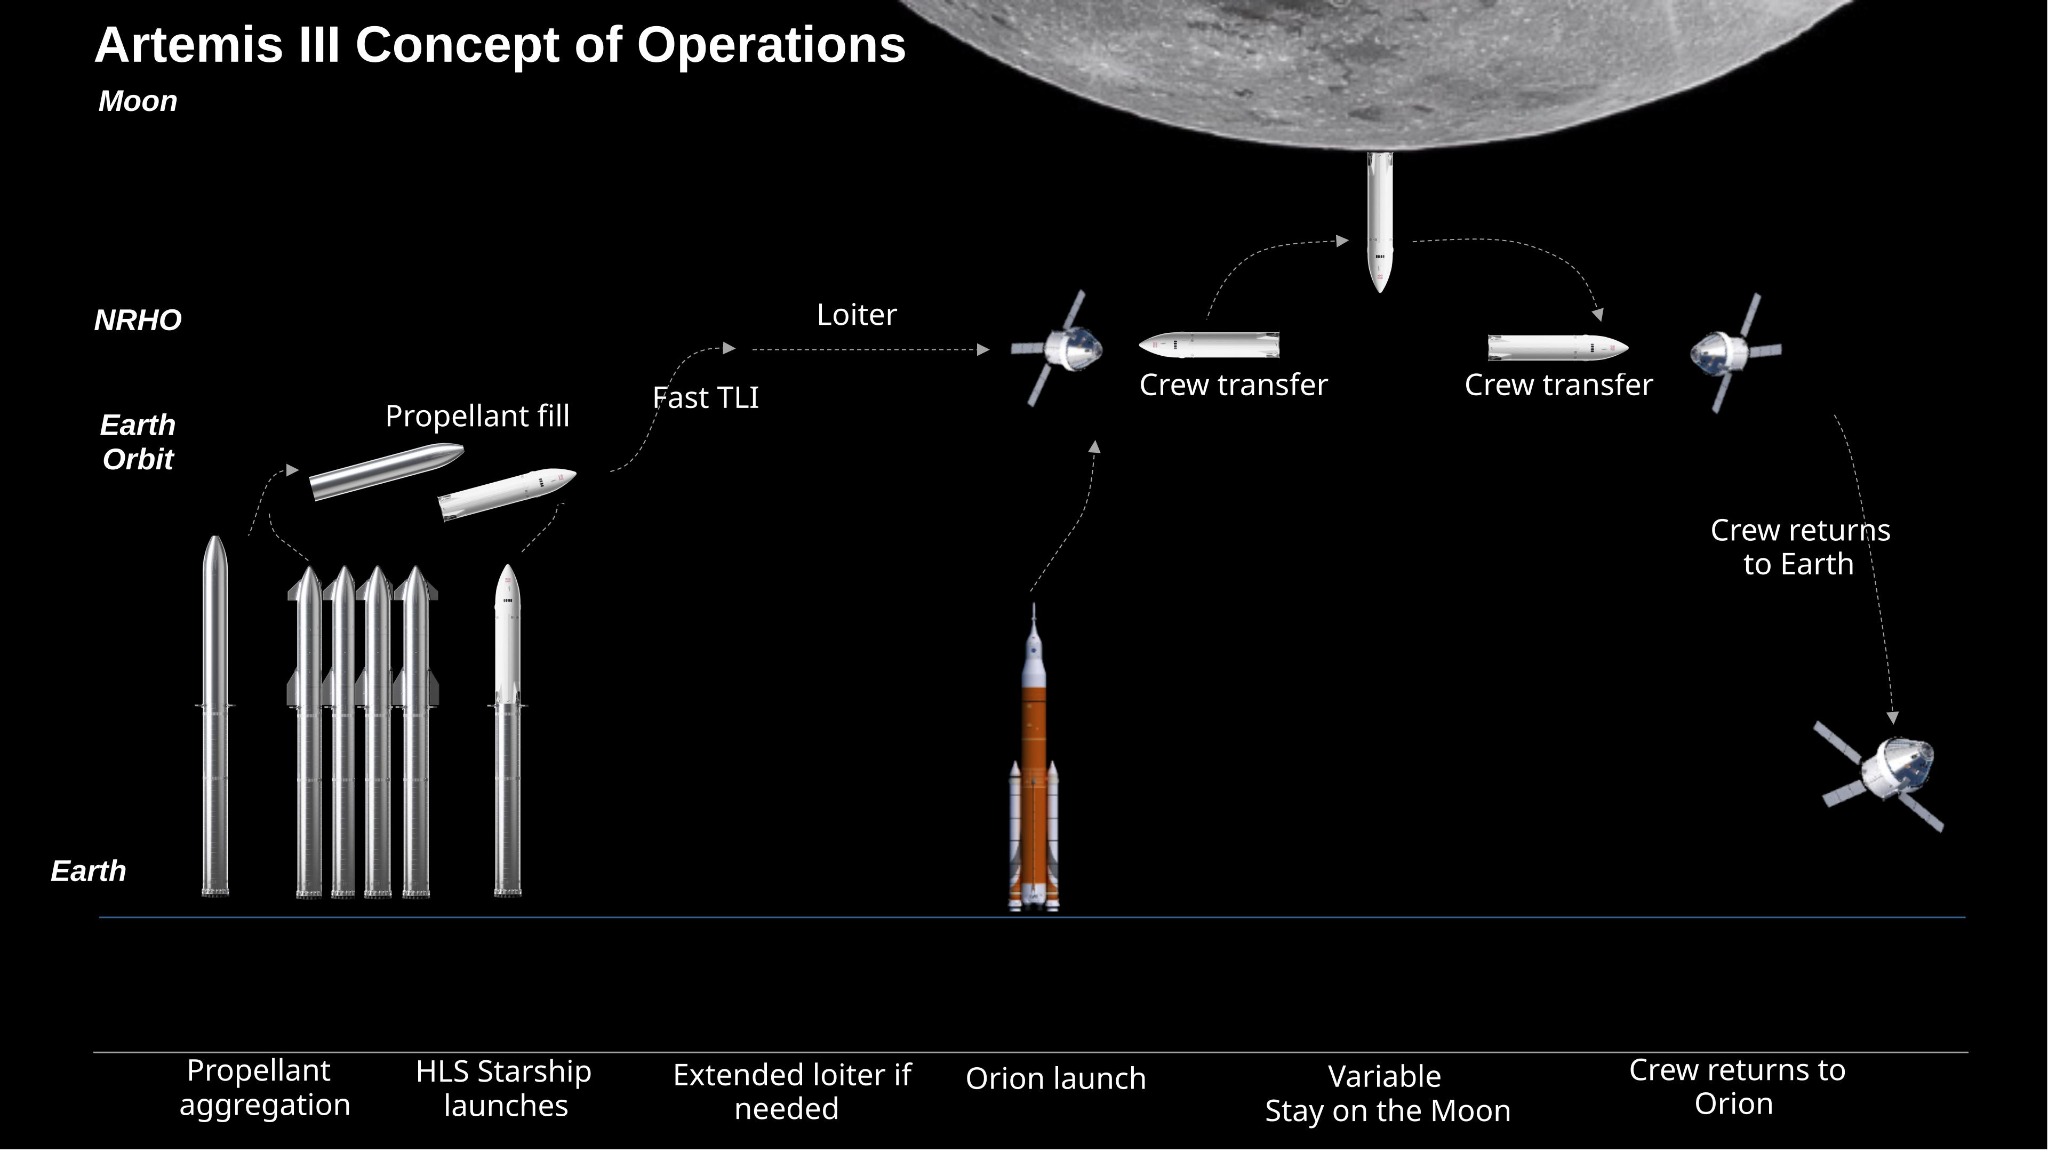 Artemis III Concept of Operations
Moon
NRHO
Loiter
Crew transfer
Crew transfer
Fast TLI
Propellant fill
Earth
Orbit
Crew returns
to Earth
Earth
Propellant
aggregation
HLS Starship
launches
Extended loiter if
needed
Orion launch
Variable
Stay on the Moon
Crew returns to
Orion